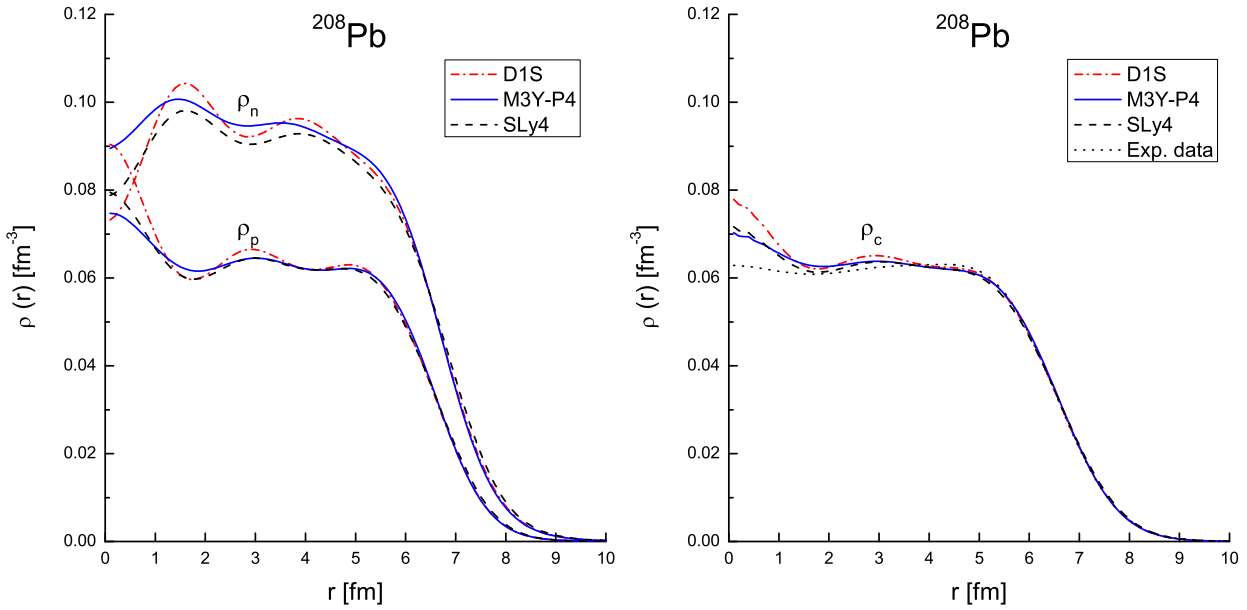 ²⁰⁸Pb
D1S
M3Y-P4
SLy4
ρₙ
ρₚ
0.12
0.10
0.08
0.06
0.04
0.02
0.00
ρ (r) [fm⁻³]
0 1 2 3 4 5 6 7 8 9 10
r [fm]
²⁰⁸Pb
D1S
M3Y-P4
SLy4
Exp. data
ρc
0.12
0.10
0.08
0.06
0.04
0.02
0.00
ρ (r) [fm⁻³]
0 1 2 3 4 5 6 7 8 9 10
r [fm]